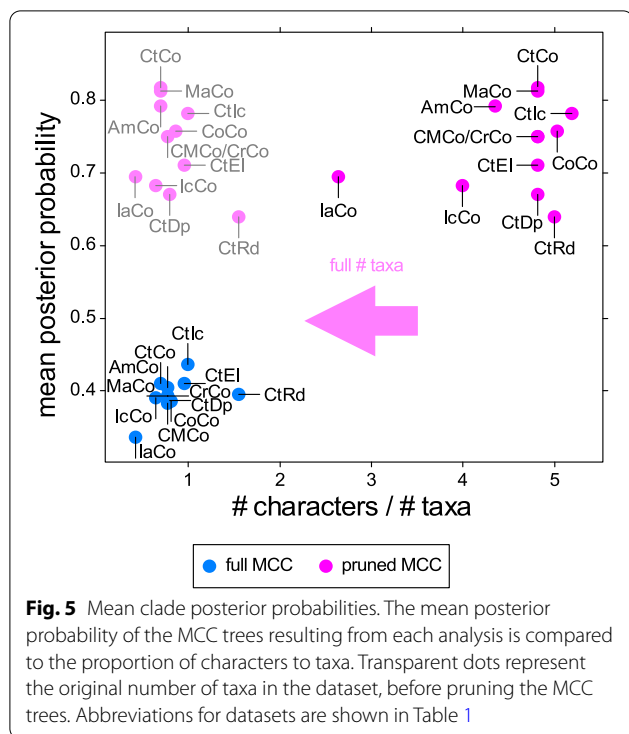 CtCo
MaCo
AmCo
CtIc
CoCo
CMCo/CrCo
CtEl
IaCo
IcCo
CtDp
CtRd
CtCo
MaCo
AmCo
CtIc
CMCo/CrCo
CoCo
CtEl
IaCo
IcCo
CtDp
CtRd
full # taxa
CtIc
CtCo
AmCo
CtEl
MaCo
CrCo
CtRd
CtDp
IcCo
CoCo
CMCo
IaCo
0.8
0.7
0.6
0.5
0.4
mean posterior probability
1 2 3 4 5
# characters / # taxa
full MCC pruned MCC
Fig. 5 Mean clade posterior probabilities. The mean posterior
probability of the MCC trees resulting from each analysis is compared
to the proportion of characters to taxa. Transparent dots represent
the original number of taxa in the dataset, before pruning the MCC
trees. Abbreviations for datasets are shown in Table 1